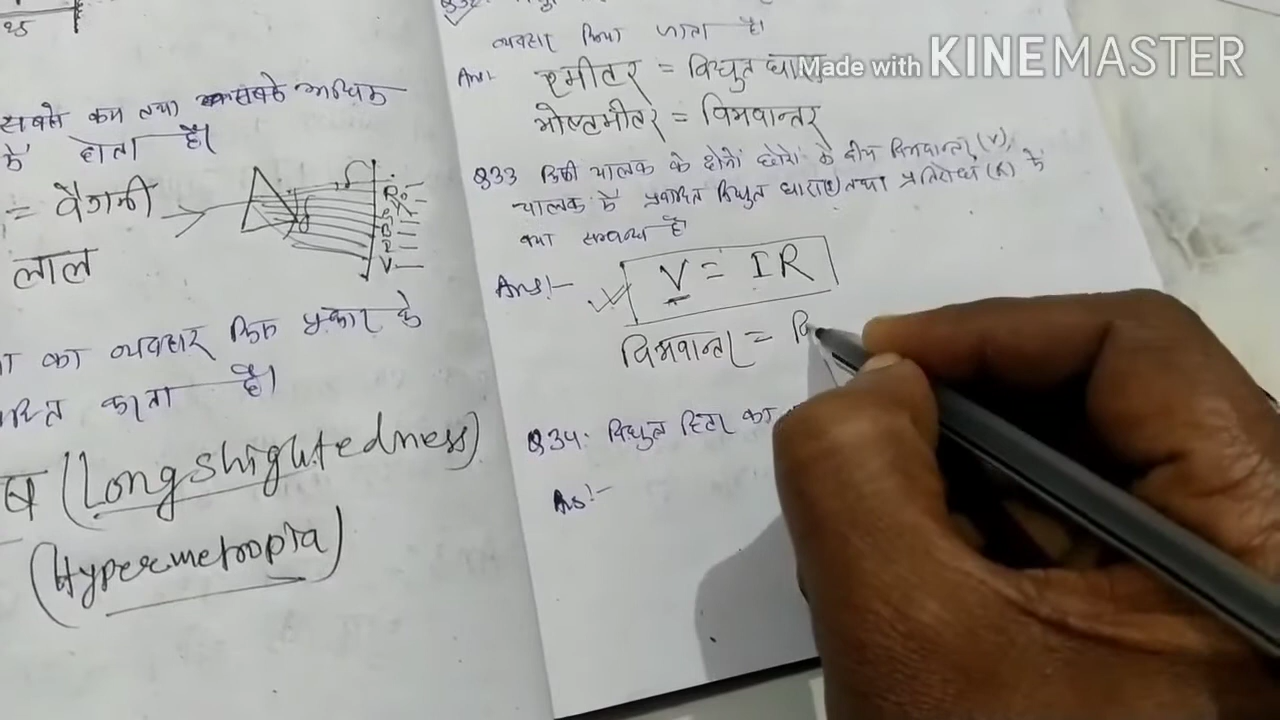 सबसे कम तथा सबसे अधिक
में होता है।
= बैगनी
लाल
R
V
का व्यवहार किस प्रकार के
करता है।
(Longshightedness)
(Hypermetropia)
व्यवहार किया जाता है।
Ans:
एमीटर = विधुत धारा
भोल्टमीटर = विभवान्तर
Q33 किसी चालक के दोनों छोरों के बीच विभवान्तर (V),
चालक में प्रवाहित विधुत धारा तथा प्रतिरोध (R) में
क्या सम्बन्ध है
Ans:-
V = IR
विभवान्तर = वि
Q34: विधुत हिटर का
Ans:-
Made with KINEMASTER